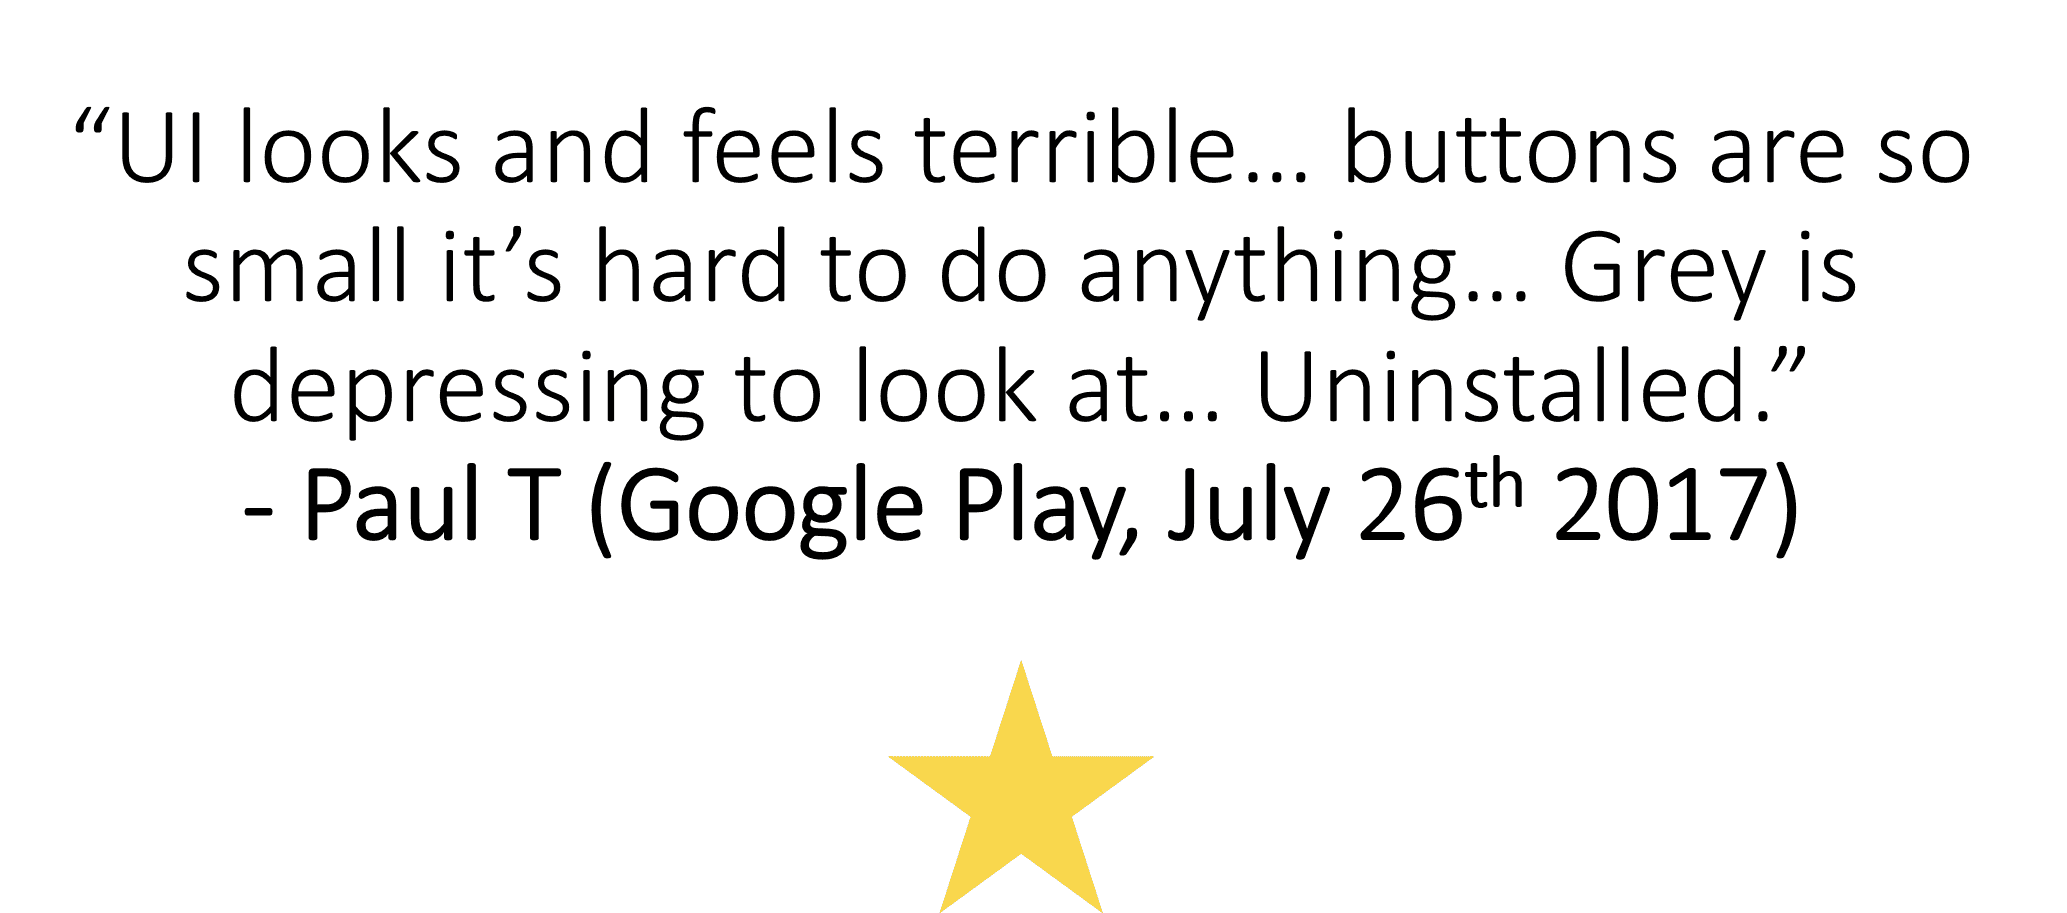 “UI looks and feels terrible… buttons are so
small it’s hard to do anything… Grey is
depressing to look at… Uninstalled.”
- Paul T (Google Play, July 26th 2017)